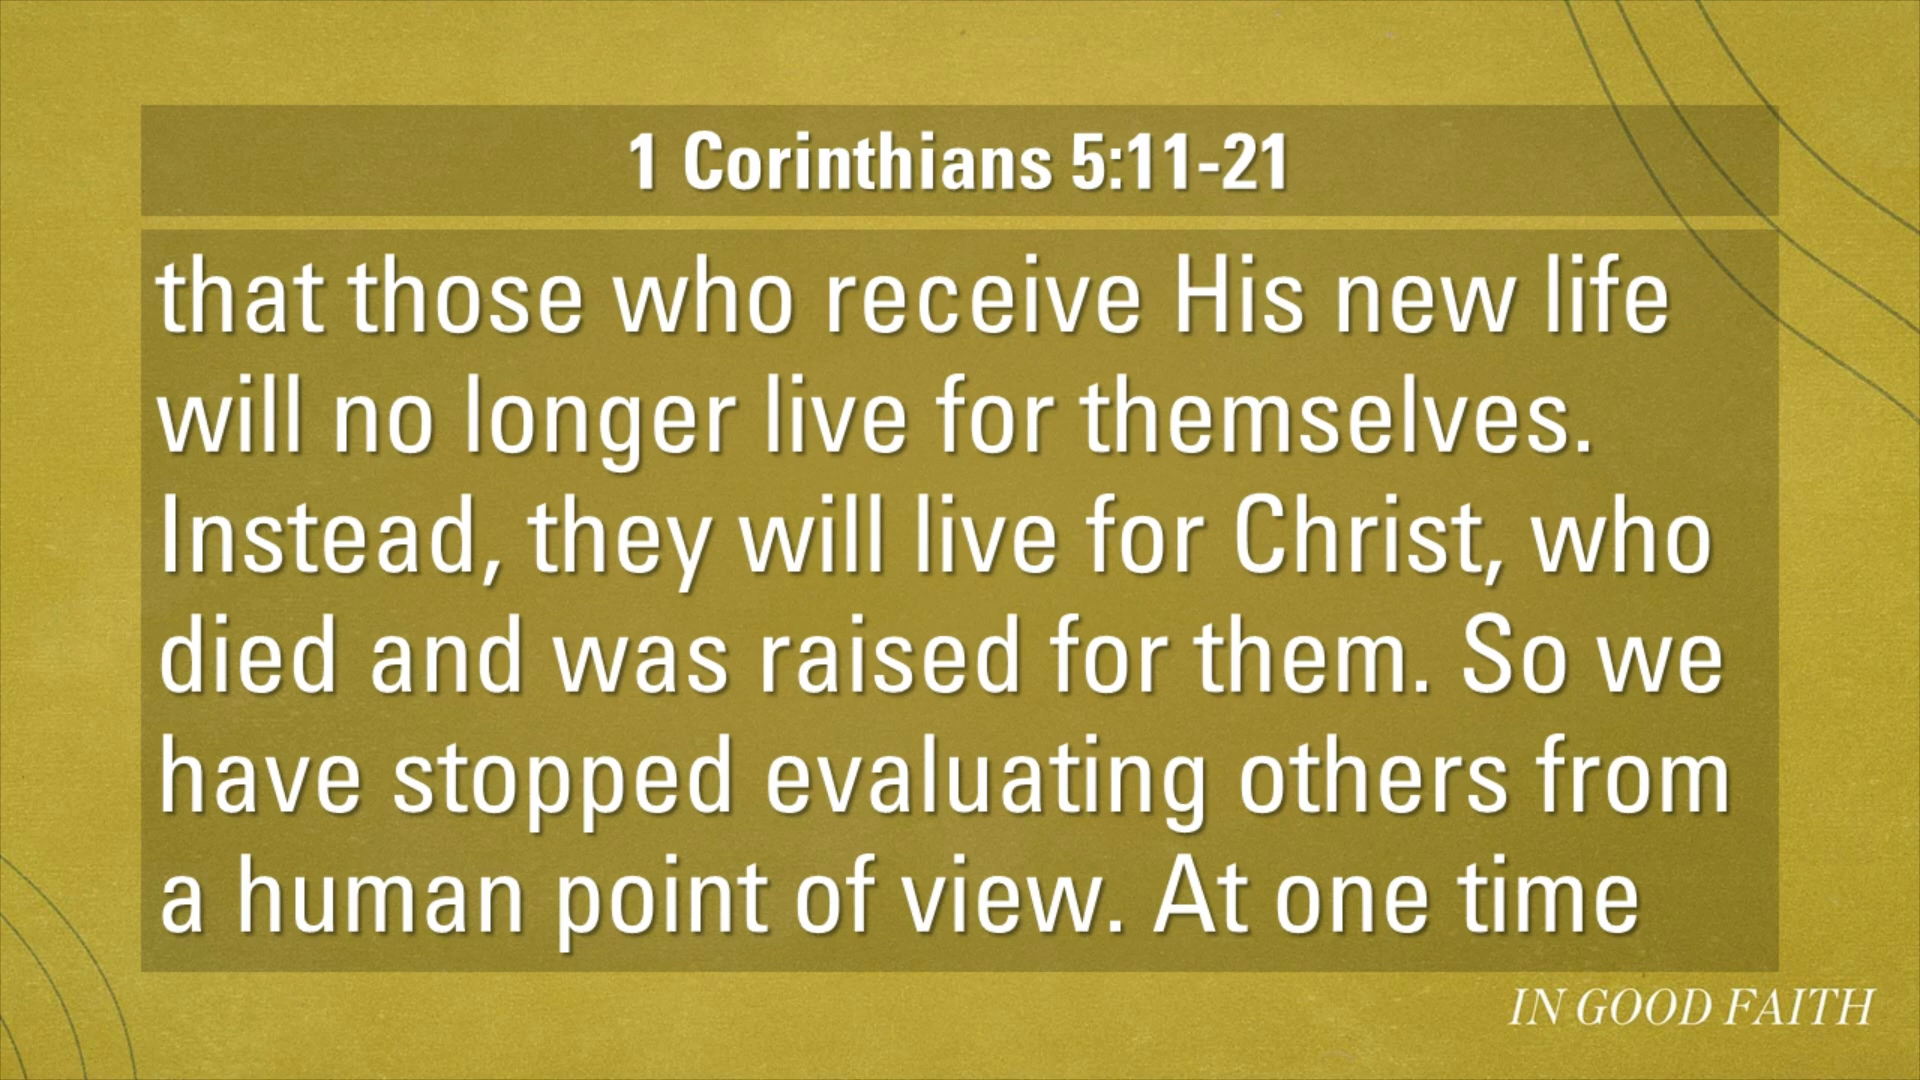 1 Corinthians 5:11-21
that those who receive His new life
will no longer live for themselves.
Instead, they will live for Christ, who
died and was raised for them. So we
have stopped evaluating others from
a human point of view. At one time
IN GOOD FAITH